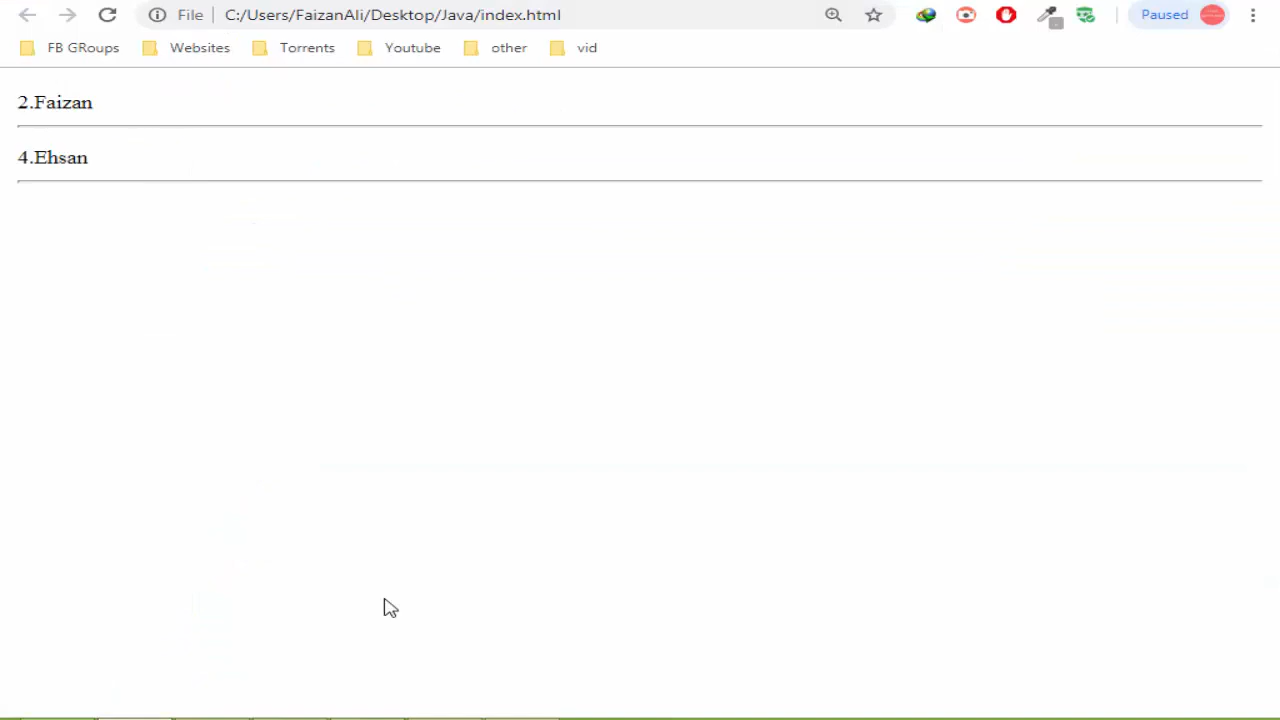 File C:/Users/FaizanAli/Desktop/Java/index.html Paused
FB GRoups Websites Torrents Youtube other vid
2.Faizan
4.Ehsan